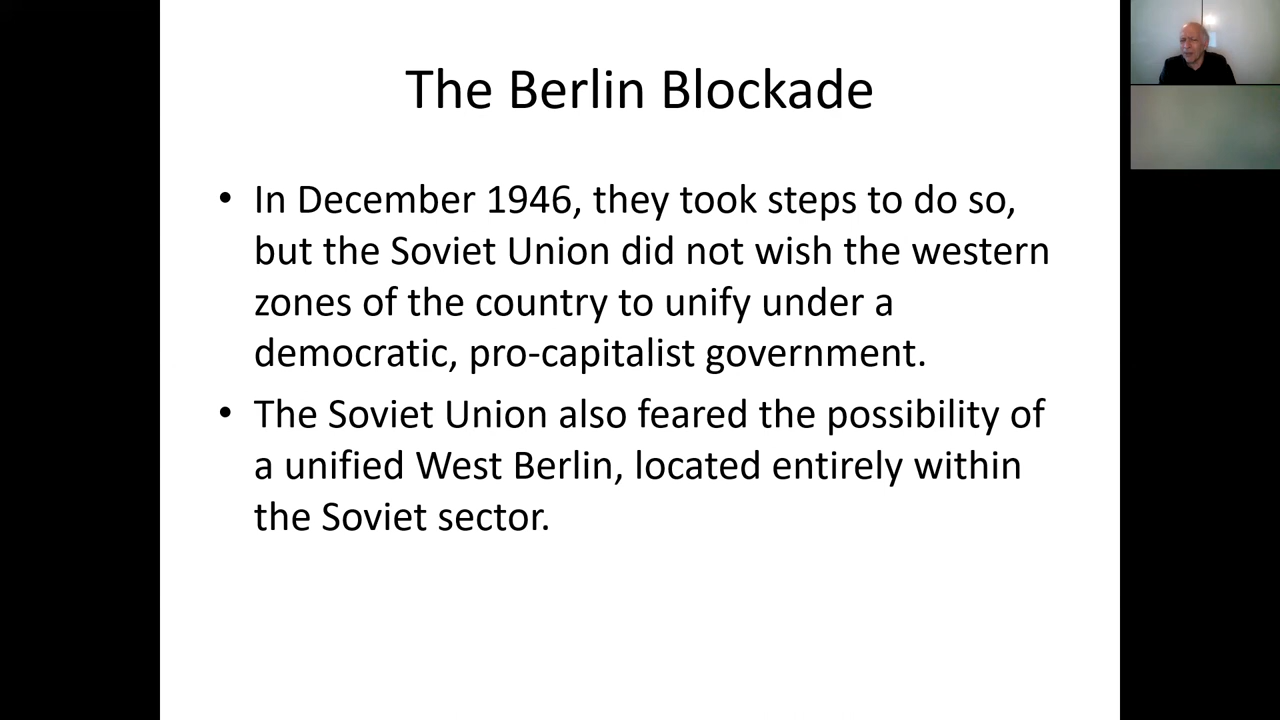 The Berlin Blockade
• In December 1946, they took steps to do so,
but the Soviet Union did not wish the western
zones of the country to unify under a
democratic, pro-capitalist government.
• The Soviet Union also feared the possibility of
a unified West Berlin, located entirely within
the Soviet sector.